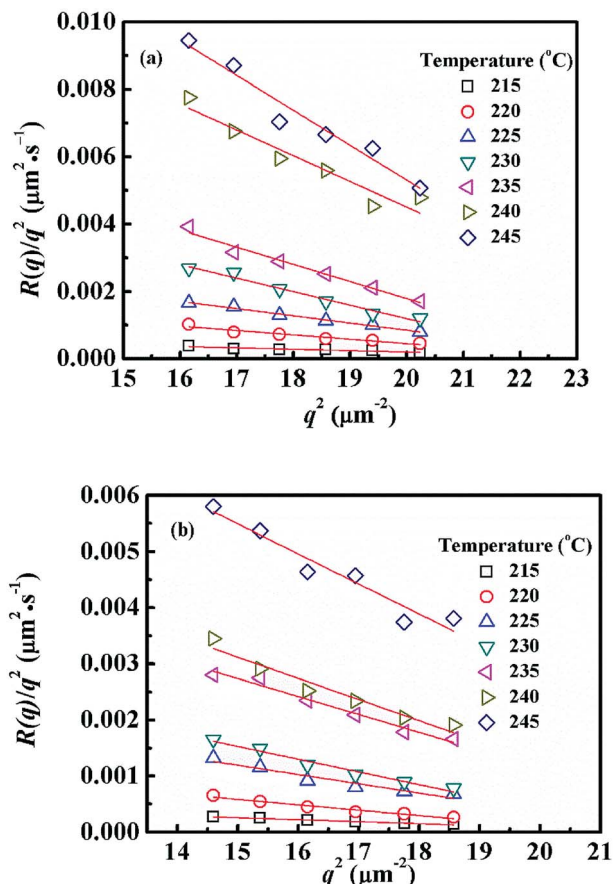 (a)
Temperature (°C)
215
220
225
230
235
240
245
0.010
0.008
0.006
0.004
0.002
0.000
R(q)/q² (μm²•s⁻¹)
15 16 17 18 19 20 21 22 23
q² (μm⁻²)
(b)
Temperature (°C)
215
220
225
230
235
240
245
0.006
0.005
0.004
0.003
0.002
0.001
0.000
R(q)/q² (μm²•s⁻¹)
14 15 16 17 18 19 20 21
q² (μm⁻²)